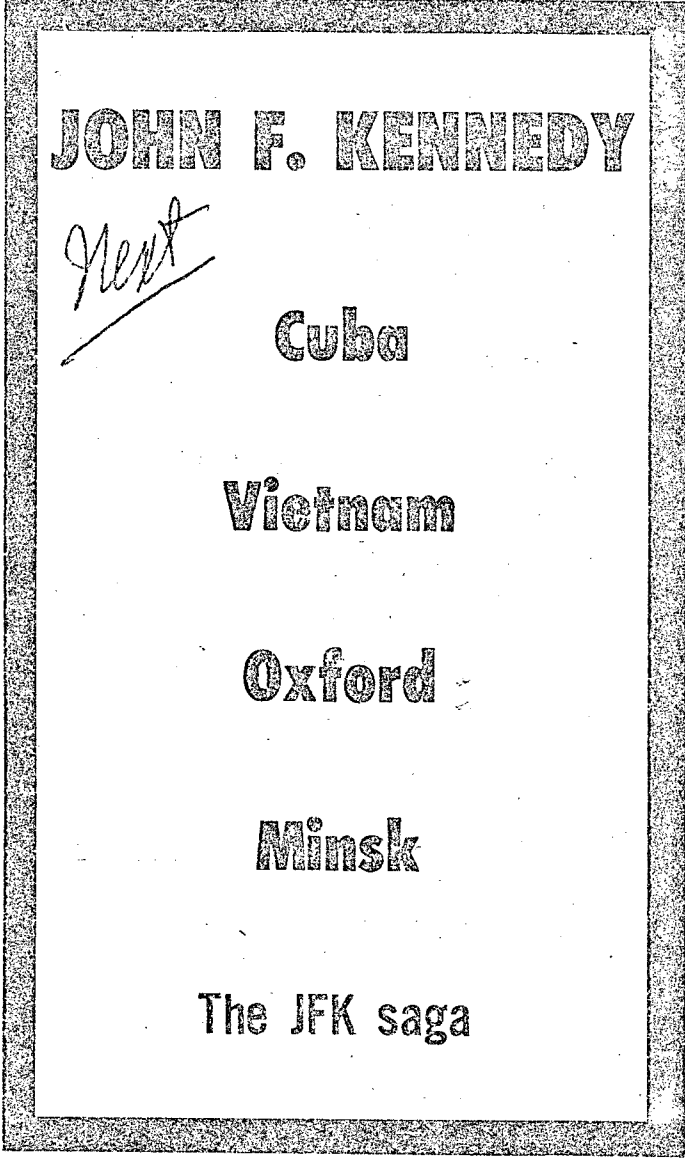 JOHN F. KENNEDY
Next
Cuba
Vietnam
Oxford
Minsk
The JFK saga